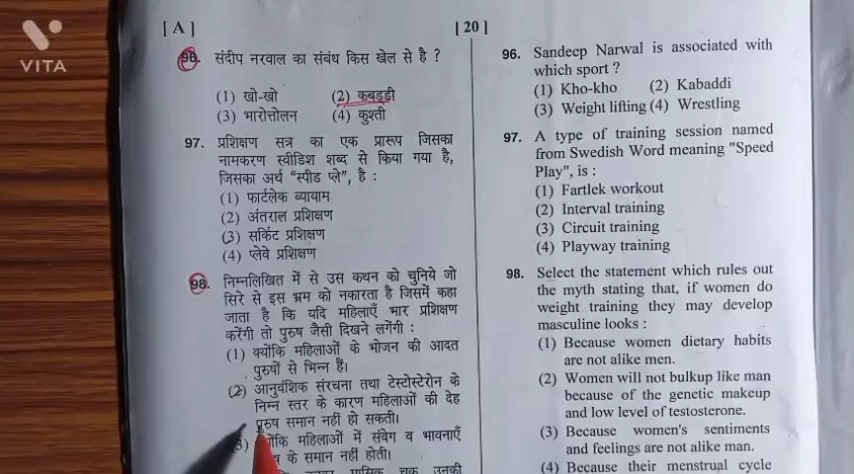 VITA
[ A ]
[ 20 ]
96. संदीप नरवाल का संबंध किस खेल से है ?
(1) खो-खो (2) कबड्डी
(3) भारोत्तोलन (4) कुश्ती
97. प्रशिक्षण सत्र का एक प्रारूप जिसका
नामकरण स्वीडिश शब्द से किया गया है,
जिसका अर्थ “स्पीड प्ले”, है :
(1) फार्टलेक व्यायाम
(2) अंतराल प्रशिक्षण
(3) सर्किट प्रशिक्षण
(4) प्लेवे प्रशिक्षण
98. निम्नलिखित में से उस कथन को चुनिये जो
सिरे से इस भ्रम को नकारता है जिसमें कहा
जाता है कि यदि महिलाएँ भार प्रशिक्षण
करेंगी तो पुरुष जैसी दिखने लगेंगी :
(1) क्योंकि महिलाओं के भोजन की आदत
पुरुषों से भिन्न हैं।
(2) आनुवंशिक संरचना तथा टेस्टोस्टेरोन के
निम्न स्तर के कारण महिलाओं की देह
पुरुष समान नहीं हो सकती।
महिलाओं में संवेग व भावनाएँ
के समान नहीं होती।
मासिक चक्र उनकी
96. Sandeep Narwal is associated with
which sport ?
(1) Kho-kho (2) Kabaddi
(3) Weight lifting (4) Wrestling
97. A type of training session named
from Swedish Word meaning "Speed
Play", is :
(1) Fartlek workout
(2) Interval training
(3) Circuit training
(4) Playway training
98. Select the statement which rules out
the myth stating that, if women do
weight training they may develop
masculine looks :
(1) Because women dietary habits
are not alike men.
(2) Women will not bulkup like man
because of the genetic makeup
and low level of testosterone.
(3) Because women's sentiments
and feelings are not alike man.
(4) Because their menstrual cycle